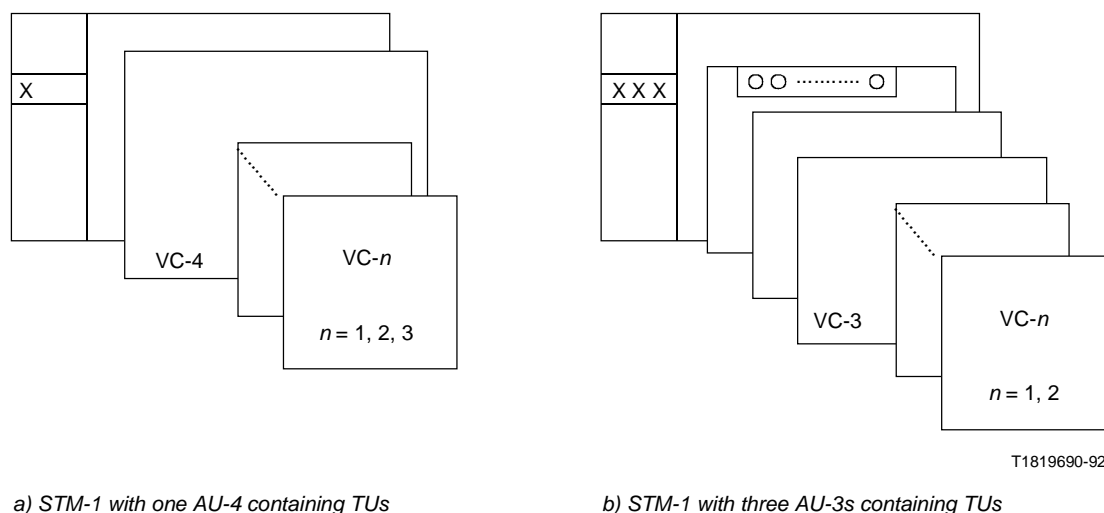 X
VC-4
VC-n
n = 1, 2, 3
a) STM-1 with one AU-4 containing TUs
X X X
VC-3
VC-n
n = 1, 2
T1819690-92
b) STM-1 with three AU-3s containing TUs